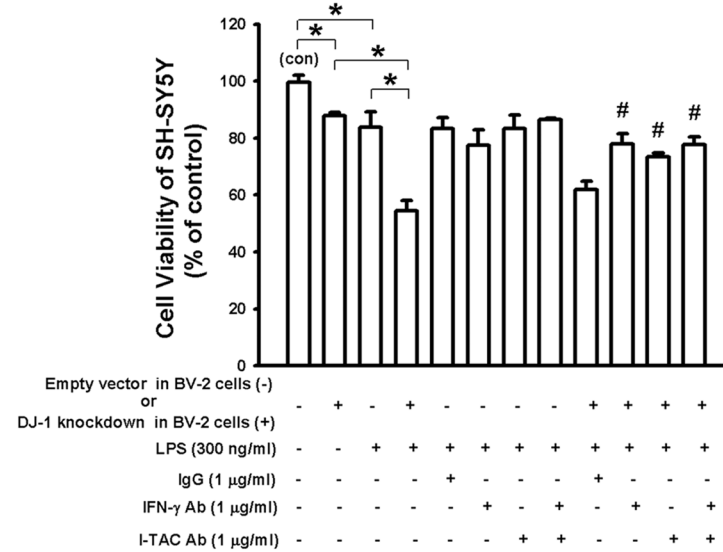 120
100
80
60
40
20
0
Cell Viability of SH-SY5Y
(% of control)
*
*
*
*
(con)
# # #
Empty vector in BV-2 cells (-)
or
DJ-1 knockdown in BV-2 cells (+)
- + - + - - - - + + + +
LPS (300 ng/ml) - - + + + + + + + + + +
IgG (1 μg/ml) - - - - + - - - + - - -
IFN-γ Ab (1 μg/ml) - - - - - + - + - + - +
I-TAC Ab (1 μg/ml) - - - - - - + + - - + +